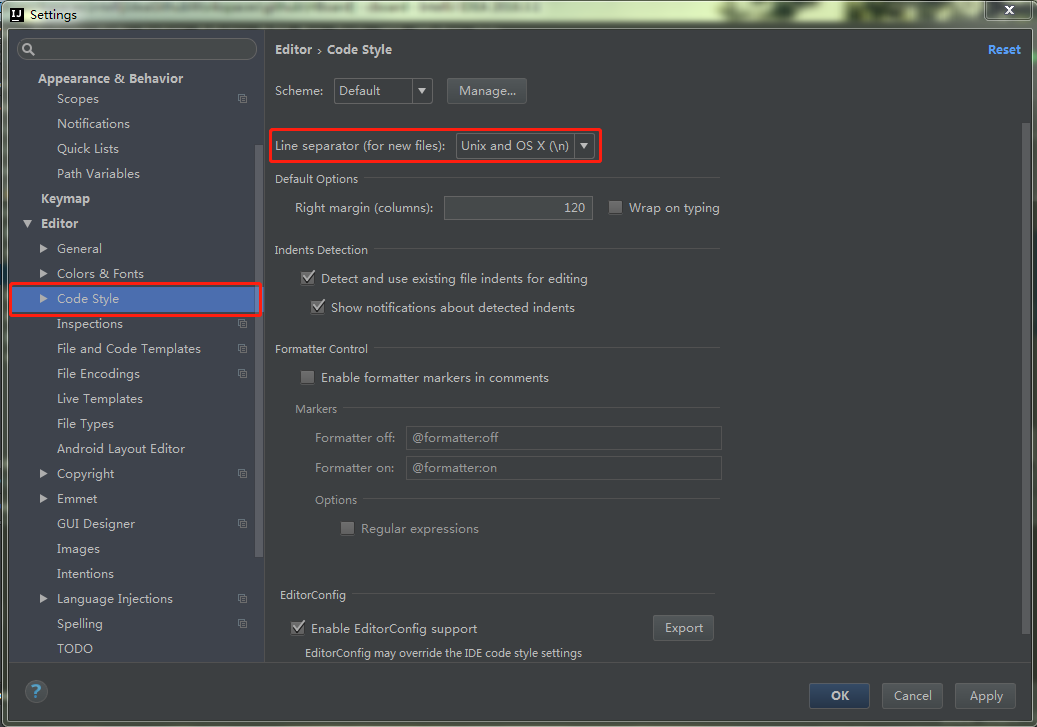 Settings
Appearance & Behavior
Scopes
Notifications
Quick Lists
Path Variables
Keymap
Editor
General
Colors & Fonts
Code Style
Inspections
File and Code Templates
File Encodings
Live Templates
File Types
Android Layout Editor
Copyright
Emmet
GUI Designer
Images
Intentions
Language Injections
Spelling
TODO
Editor › Code Style
Reset
Scheme: Default Manage...
Line separator (for new files): Unix and OS X (\n)
Default Options
Right margin (columns): 120 Wrap on typing
Indents Detection
Detect and use existing file indents for editing
Show notifications about detected indents
Formatter Control
Enable formatter markers in comments
Markers
Formatter off: @formatter:off
Formatter on: @formatter:on
Options
Regular expressions
EditorConfig
Enable EditorConfig support Export
EditorConfig may override the IDE code style settings
? OK Cancel Apply